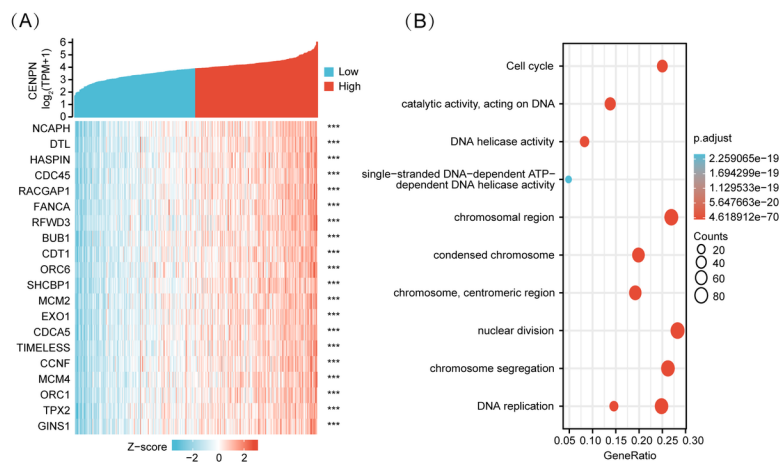 (A)
CENPN
log2(TPM+1)
6
5
4
3
2
1
0
Low
High
NCAPH ***
DTL ***
HASPIN ***
CDC45 ***
RACGAP1 ***
FANCA ***
RFWD3 ***
BUB1 ***
CDT1 ***
ORC6 ***
SHCBP1 ***
MCM2 ***
EXO1 ***
CDCA5 ***
TIMELESS ***
CCNF ***
MCM4 ***
ORC1 ***
TPX2 ***
GINS1 ***
Z-score
−2 0 2
(B)
Cell cycle
catalytic activity, acting on DNA
DNA helicase activity
single-stranded DNA-dependent ATP-
dependent DNA helicase activity
chromosomal region
condensed chromosome
chromosome, centromeric region
nuclear division
chromosome segregation
DNA replication
0.05 0.10 0.15 0.20 0.25 0.30
GeneRatio
p.adjust
2.259065e-19
1.694299e-19
1.129533e-19
5.647663e-20
4.618912e-70
Counts
20
40
60
80